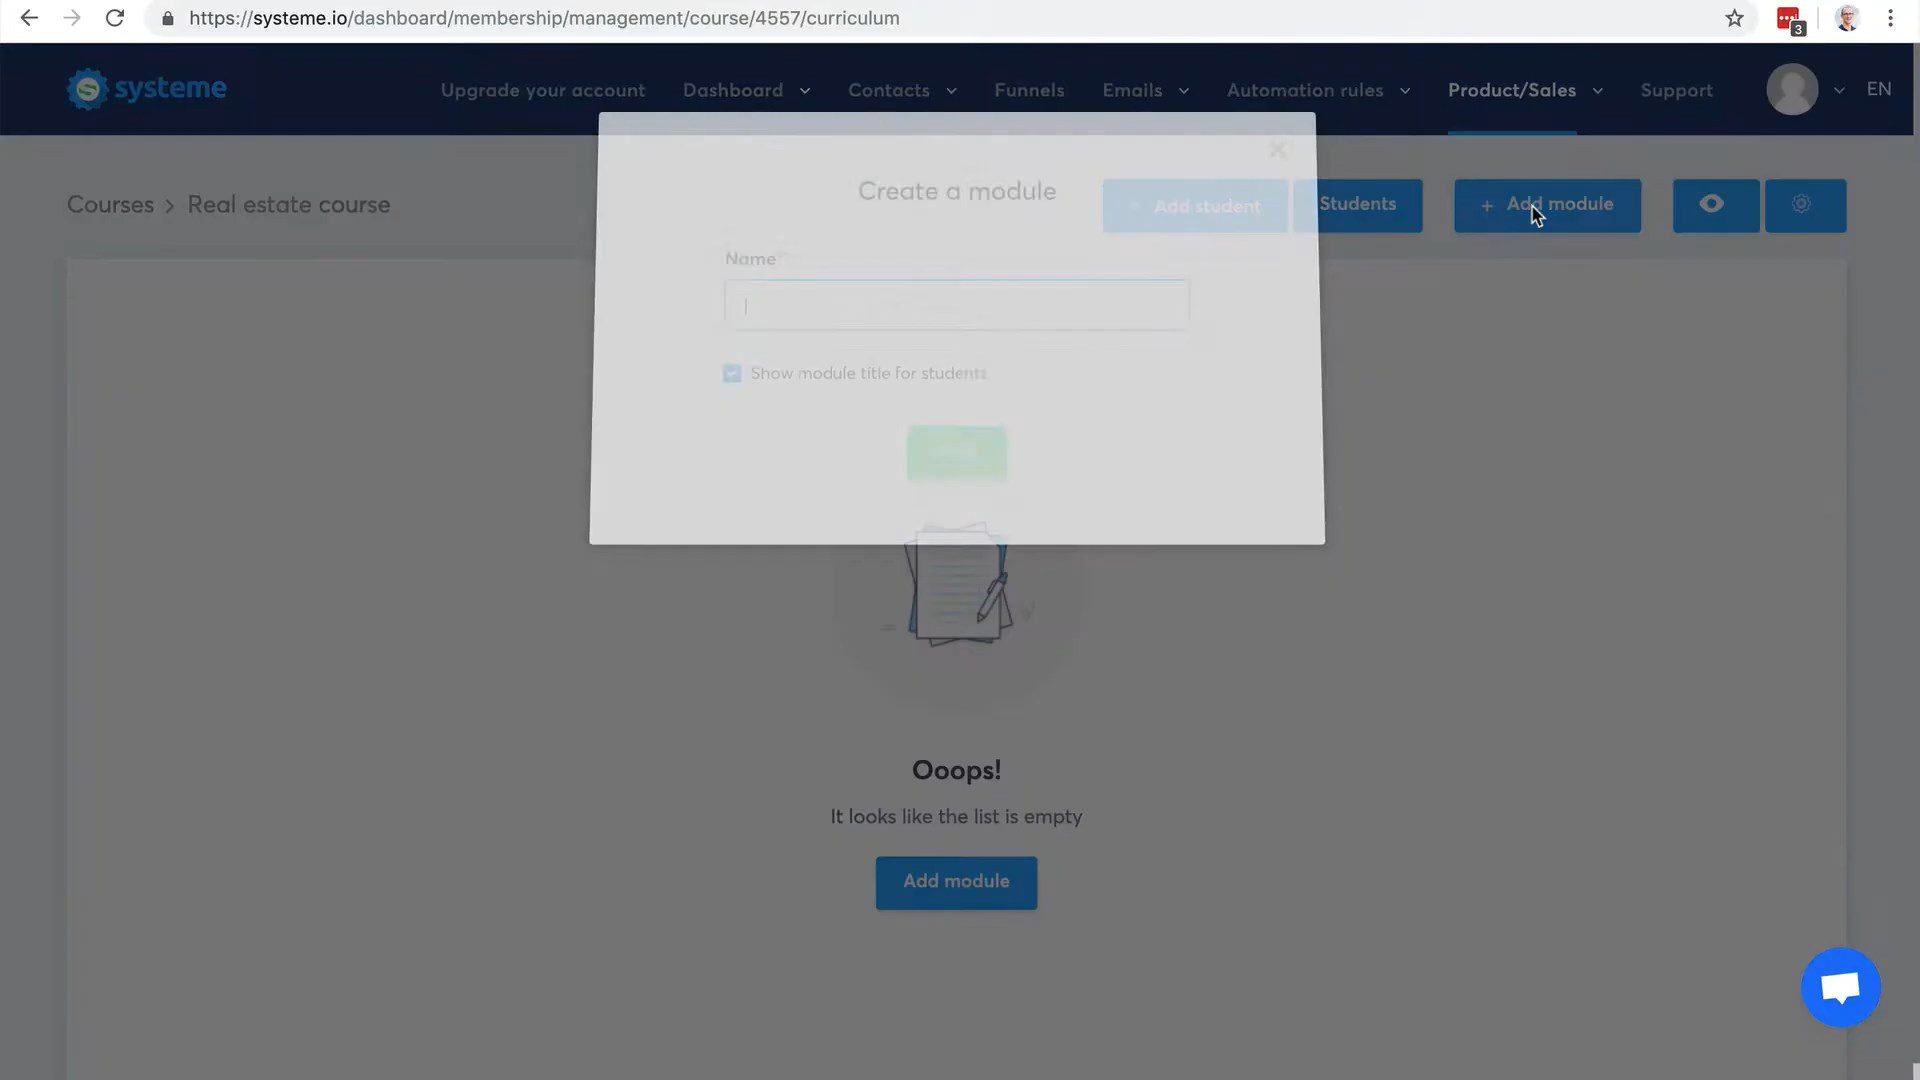 https://systeme.io/dashboard/membership/management/course/4557/curriculum
3
systeme
Upgrade your account
Dashboard
Contacts
Funnels
Emails
Automation rules
Product/Sales
Support
EN
Courses > Real estate course
Create a module
Add student
Students
+ Add module
Name*
Show module title for students
Ooops!
It looks like the list is empty
Add module